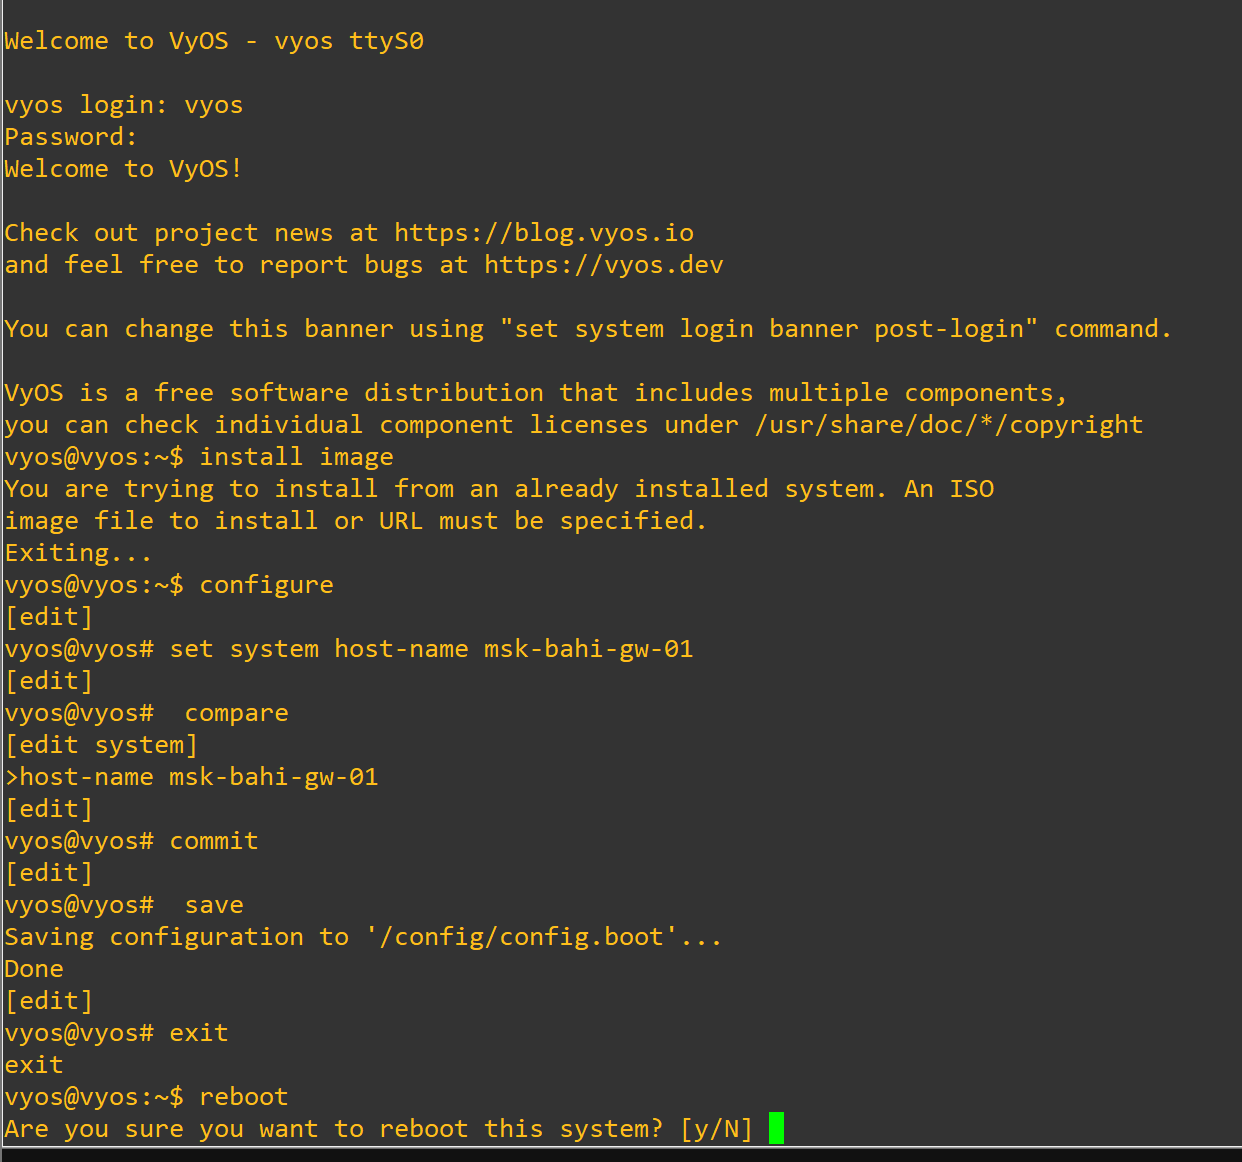 Welcome to VyOS - vyos ttyS0
vyos login: vyos
Password:
Welcome to VyOS!
Check out project news at https://blog.vyos.io
and feel free to report bugs at https://vyos.dev
You can change this banner using "set system login banner post-login" command.
VyOS is a free software distribution that includes multiple components,
you can check individual component licenses under /usr/share/doc/*/copyright
vyos@vyos:~$ install image
You are trying to install from an already installed system. An ISO
image file to install or URL must be specified.
Exiting...
vyos@vyos:~$ configure
[edit]
vyos@vyos# set system host-name msk-bahi-gw-01
[edit]
vyos@vyos#  compare
[edit system]
>host-name msk-bahi-gw-01
[edit]
vyos@vyos# commit
[edit]
vyos@vyos#  save
Saving configuration to '/config/config.boot'...
Done
[edit]
vyos@vyos# exit
exit
vyos@vyos:~$ reboot
Are you sure you want to reboot this system? [y/N]